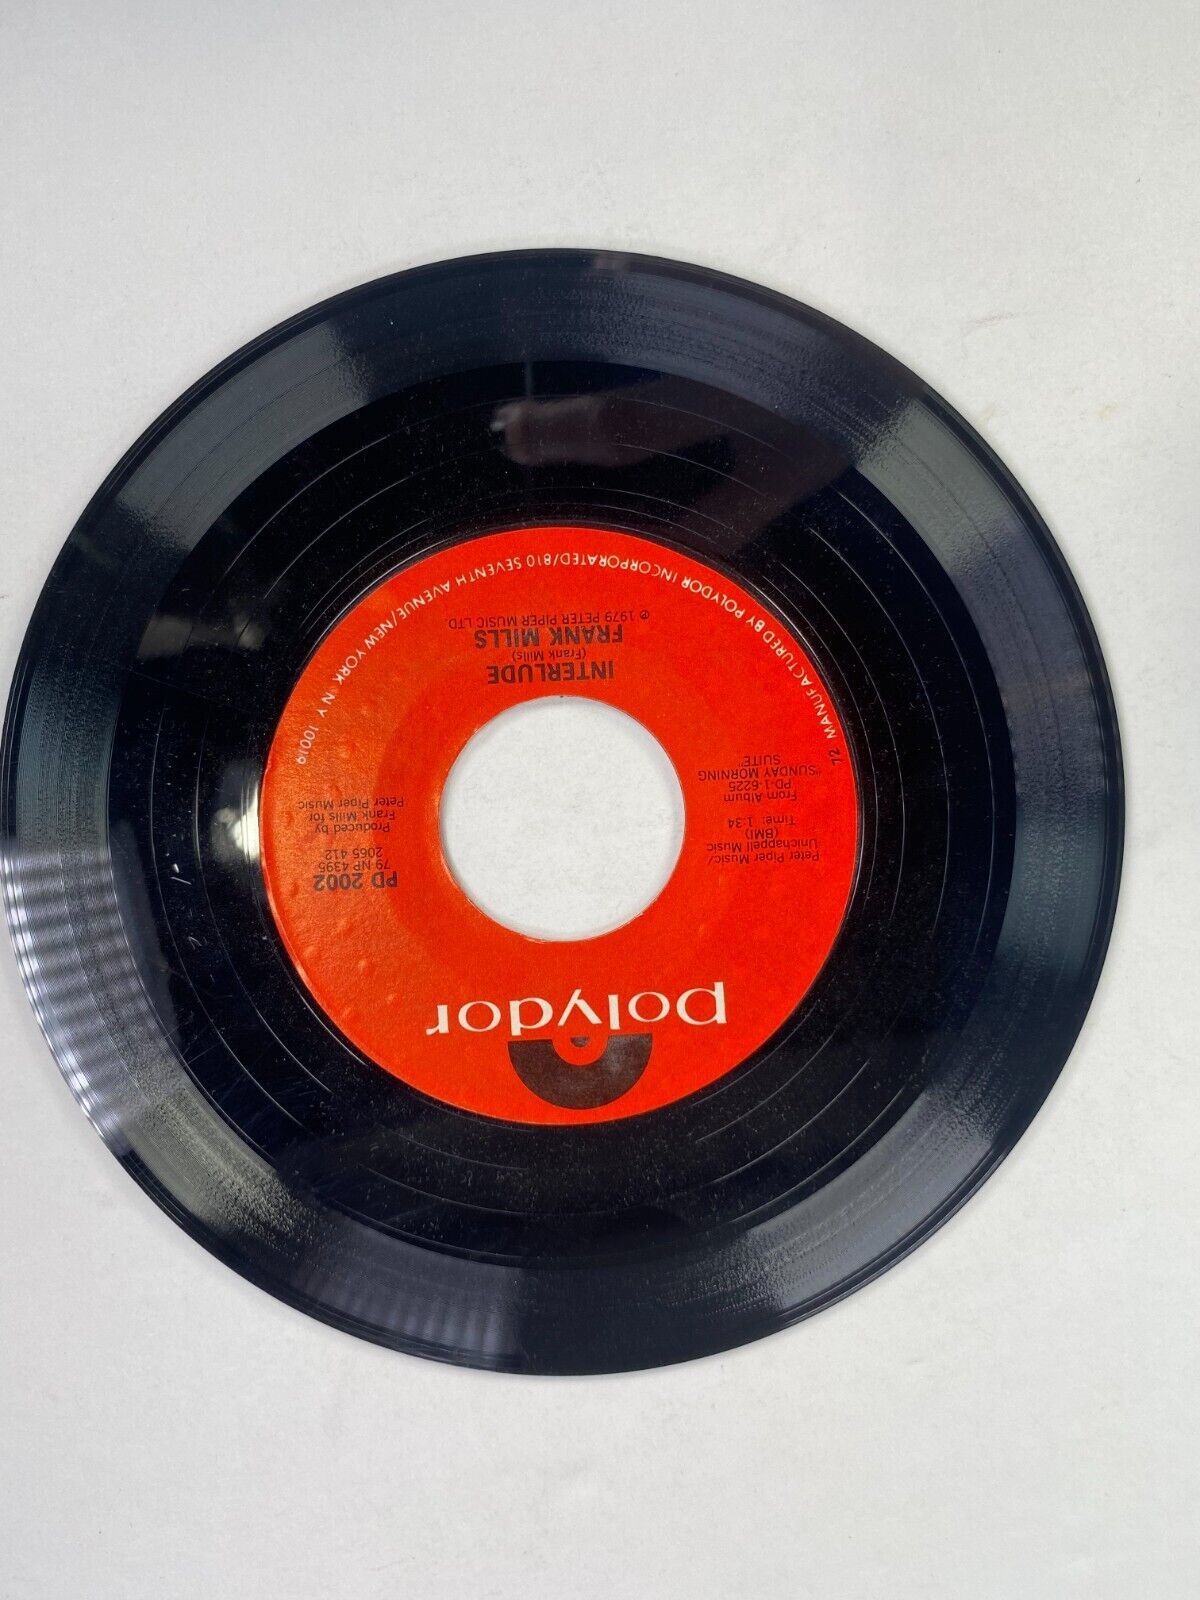 polydor
Peter Piper Music/
Unichappell Music
(BMI)
Time: 1:34
From Album
PD-1-6225
"SUNDAY MORNING
SUITE"
PD 2002
79 NP 4395
2065 412
Produced by
Frank Mills for
Peter Piper Music
INTERLUDE
(Frank Mills)
FRANK MILLS
℗ 1979 PETER PIPER MUSIC LTD.
72 MANUFACTURED BY POLYDOR INCORPORATED/810 SEVENTH AVENUE/NEW YORK N Y 10019